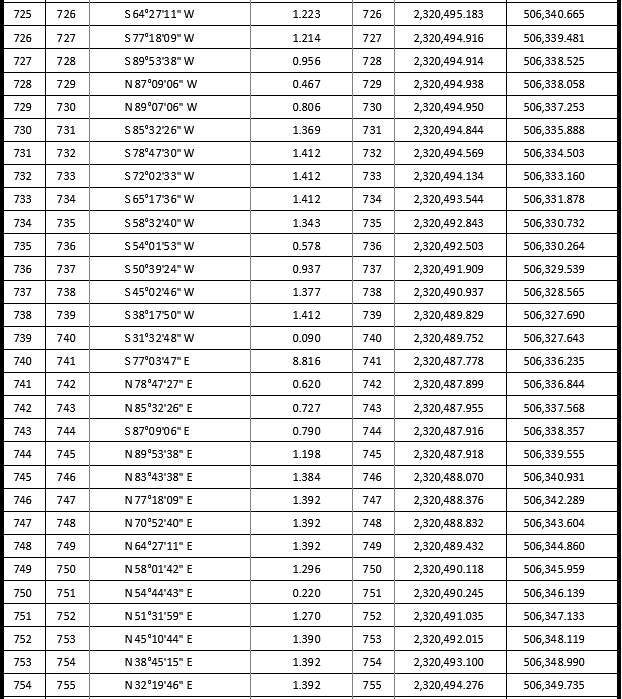 725 726 S 64°27'11" W 1.223 726 2,320,495.183 506,340.665
726 727 S 77°18'09" W 1.214 727 2,320,494.916 506,339.481
727 728 S 89°53'38" W 0.956 728 2,320,494.914 506,338.525
728 729 N 87°09'06" W 0.467 729 2,320,494.938 506,338.058
729 730 N 89°07'06" W 0.806 730 2,320,494.950 506,337.253
730 731 S 85°32'26" W 1.369 731 2,320,494.844 506,335.888
731 732 S 78°47'30" W 1.412 732 2,320,494.569 506,334.503
732 733 S 72°02'33" W 1.412 733 2,320,494.134 506,333.160
733 734 S 65°17'36" W 1.412 734 2,320,493.544 506,331.878
734 735 S 58°32'40" W 1.343 735 2,320,492.843 506,330.732
735 736 S 54°01'53" W 0.578 736 2,320,492.503 506,330.264
736 737 S 50°39'24" W 0.937 737 2,320,491.909 506,329.539
737 738 S 45°02'46" W 1.377 738 2,320,490.937 506,328.565
738 739 S 38°17'50" W 1.412 739 2,320,489.829 506,327.690
739 740 S 31°32'48" W 0.090 740 2,320,489.752 506,327.643
740 741 S 77°03'47" E 8.816 741 2,320,487.778 506,336.235
741 742 N 78°47'27" E 0.620 742 2,320,487.899 506,336.844
742 743 N 85°32'26" E 0.727 743 2,320,487.955 506,337.568
743 744 S 87°09'06" E 0.790 744 2,320,487.916 506,338.357
744 745 N 89°53'38" E 1.198 745 2,320,487.918 506,339.555
745 746 N 83°43'38" E 1.384 746 2,320,488.070 506,340.931
746 747 N 77°18'09" E 1.392 747 2,320,488.376 506,342.289
747 748 N 70°52'40" E 1.392 748 2,320,488.832 506,343.604
748 749 N 64°27'11" E 1.392 749 2,320,489.432 506,344.860
749 750 N 58°01'42" E 1.296 750 2,320,490.118 506,345.959
750 751 N 54°44'43" E 0.220 751 2,320,490.245 506,346.139
751 752 N 51°31'59" E 1.270 752 2,320,491.035 506,347.133
752 753 N 45°10'44" E 1.390 753 2,320,492.015 506,348.119
753 754 N 38°45'15" E 1.392 754 2,320,493.100 506,348.990
754 755 N 32°19'46" E 1.392 755 2,320,494.276 506,349.735